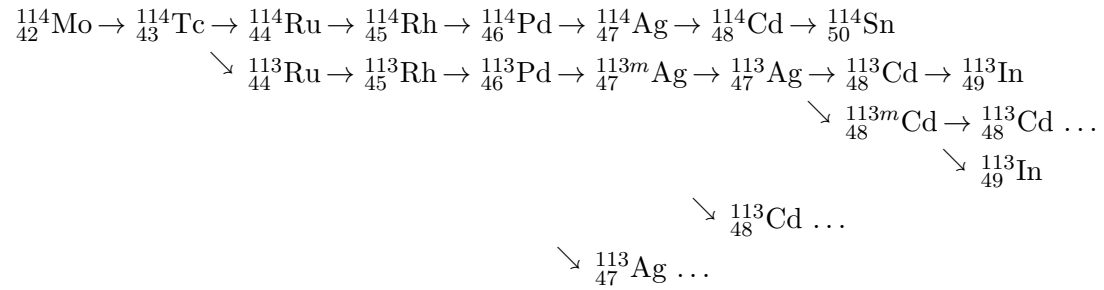 ¹¹⁴₄₂Mo → ¹¹⁴₄₃Tc → ¹¹⁴₄₄Ru → ¹¹⁴₄₅Rh → ¹¹⁴₄₆Pd → ¹¹⁴₄₇Ag → ¹¹⁴₄₈Cd → ¹¹⁴₅₀Sn
↘ ¹¹³₄₄Ru → ¹¹³₄₅Rh → ¹¹³₄₆Pd → ¹¹³ᵐ₄₇Ag → ¹¹³₄₇Ag → ¹¹³₄₈Cd → ¹¹³₄₉In
↘ ¹¹³ᵐ₄₈Cd → ¹¹³₄₈Cd …
↘ ¹¹³₄₉In
↘ ¹¹³₄₈Cd …
↘ ¹¹³₄₇Ag …